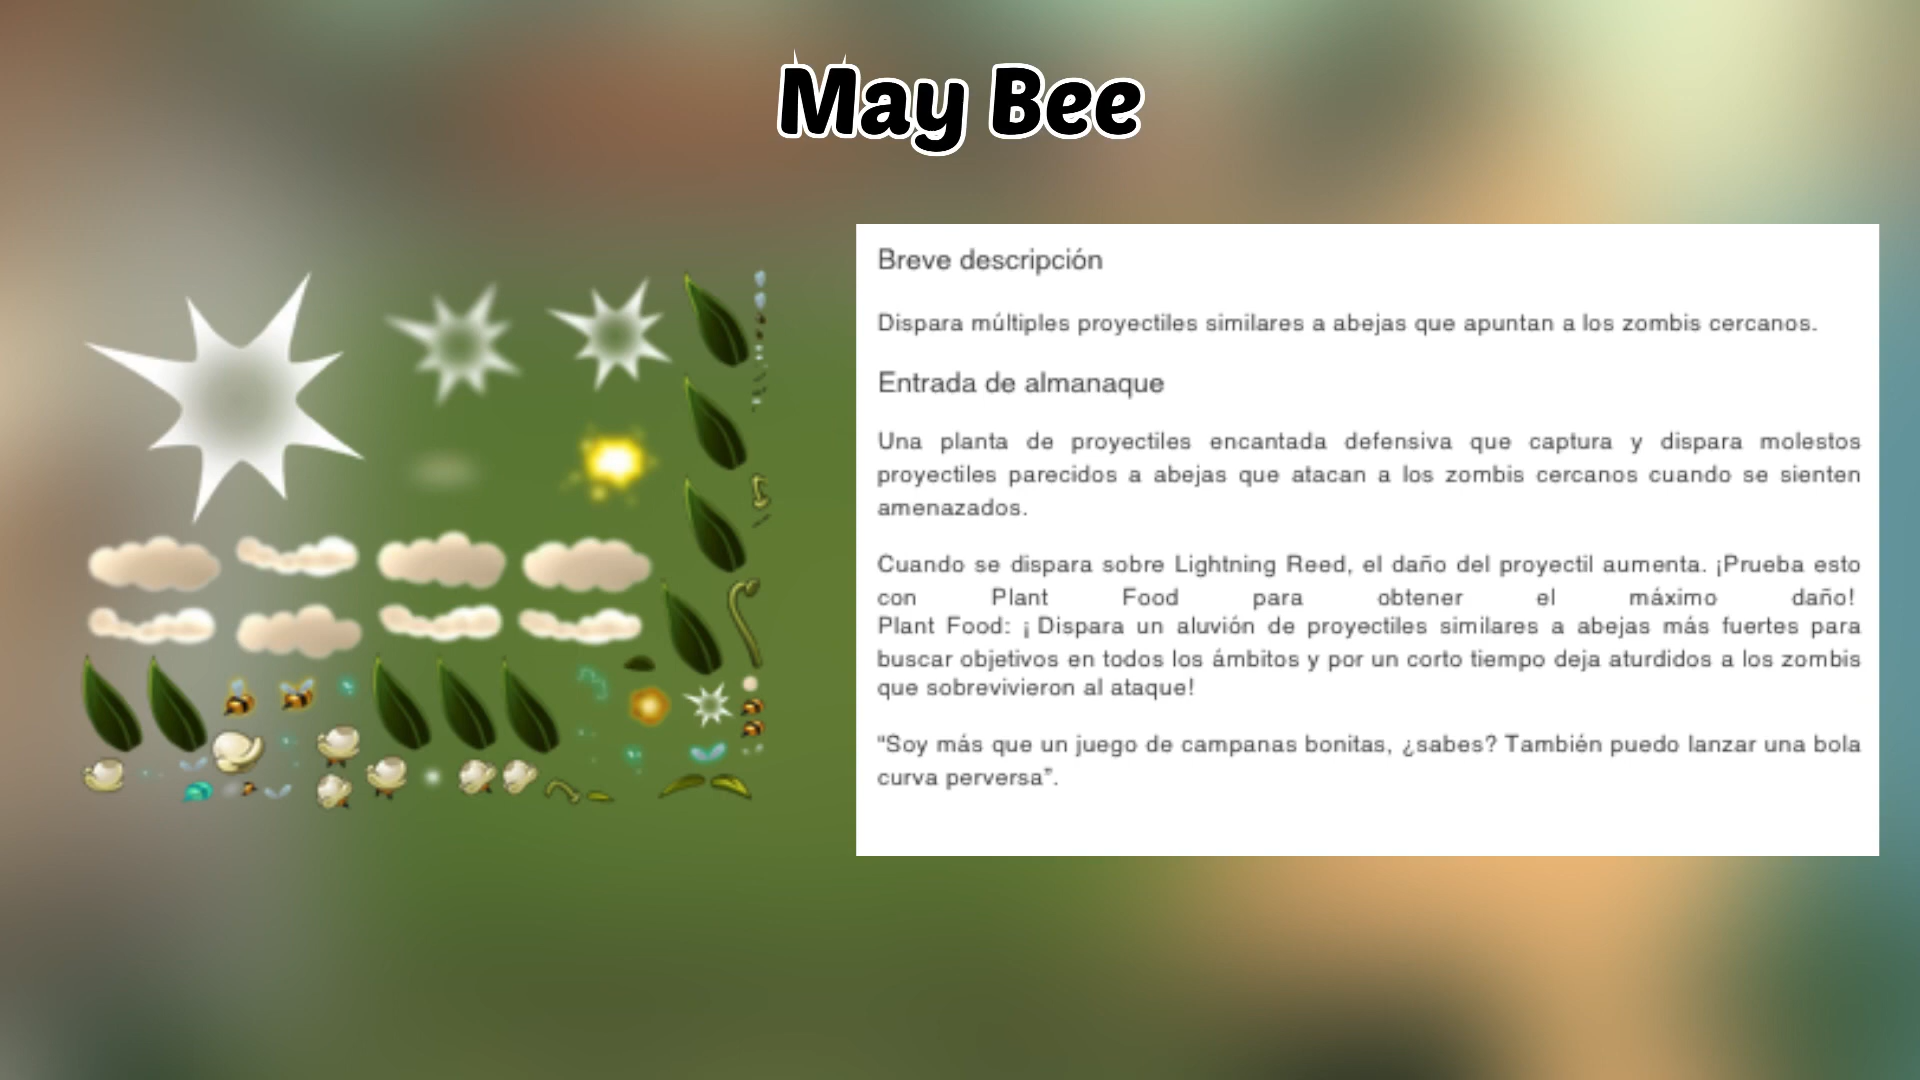 May Bee
Breve descripción
Dispara múltiples proyectiles similares a abejas que apuntan a los zombis cercanos.
Entrada de almanaque
Una planta de proyectiles encantada defensiva que captura y dispara molestos
proyectiles parecidos a abejas que atacan a los zombis cercanos cuando se sienten
amenazados.
Cuando se dispara sobre Lightning Reed, el daño del proyectil aumenta. ¡Prueba esto
con Plant Food para obtener el máximo daño!
Plant Food: ¡ Dispara un aluvión de proyectiles similares a abejas más fuertes para
buscar objetivos en todos los ámbitos y por un corto tiempo deja aturdidos a los zombis
que sobrevivieron al ataque!
"Soy más que un juego de campanas bonitas, ¿sabes? También puedo lanzar una bola
curva perversa".